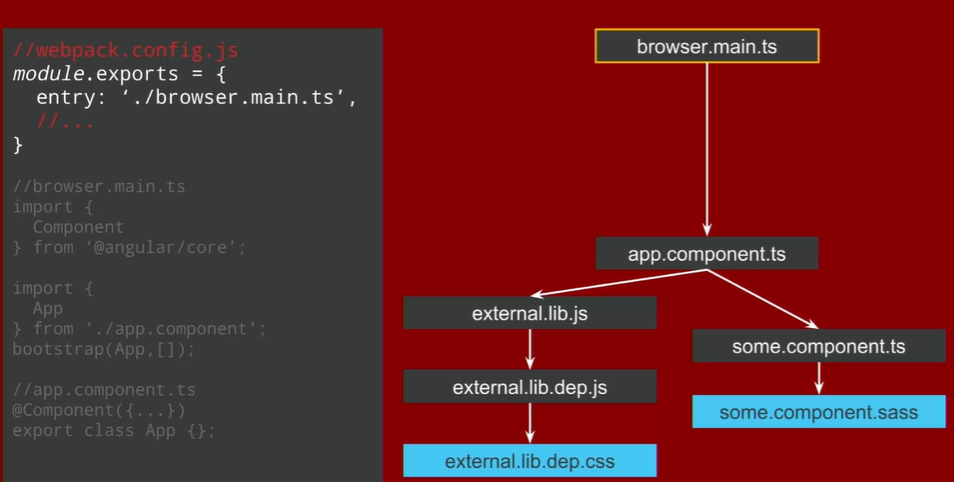 //webpack.config.js
module.exports = {
entry: ‘./browser.main.ts’,
//...
}
//browser.main.ts
import {
Component
} from ‘@angular/core’;
import {
App
} from ‘./app.component’;
bootstrap(App,[]);
//app.component.ts
@Component({...})
export class App {};
browser.main.ts
app.component.ts
external.lib.js
some.component.ts
external.lib.dep.js
some.component.sass
external.lib.dep.css